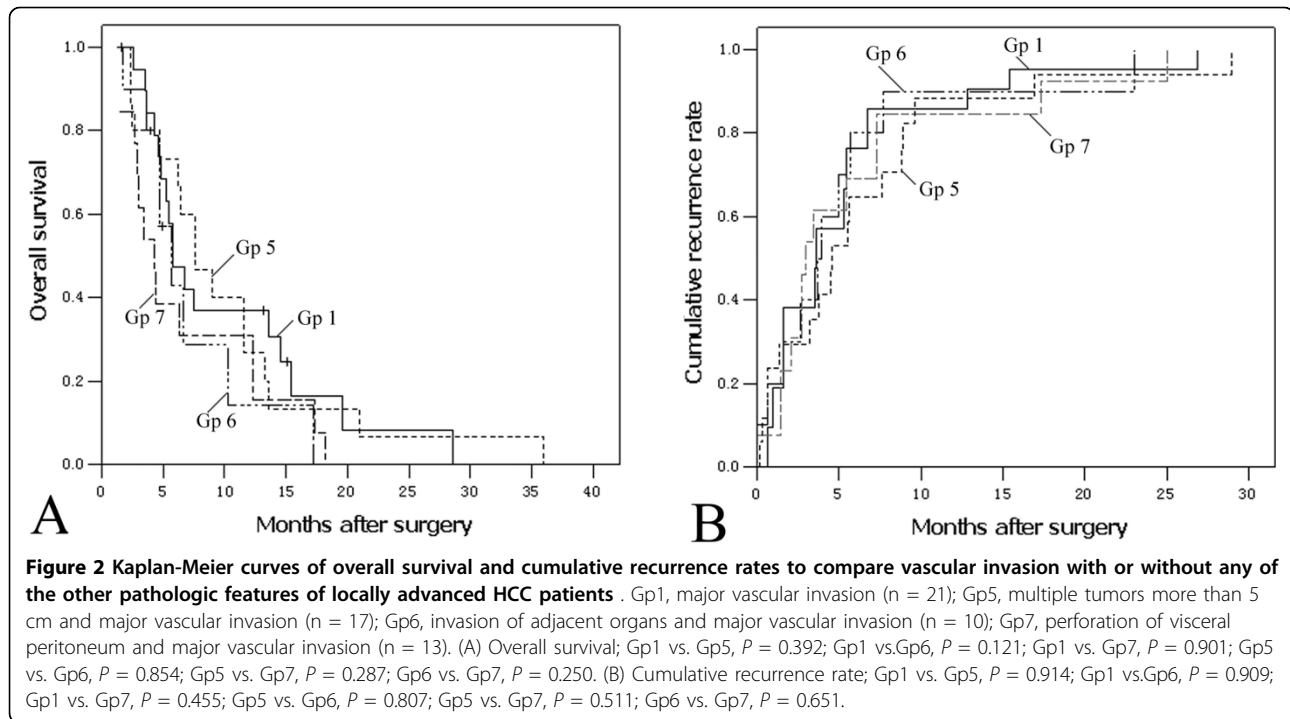 1.0
0.8
0.6
0.4
0.2
0.0
Overall survival
Gp 5
Gp 1
Gp 7
Gp 6
0 5 10 15 20 25 30 35 40
Months after surgery
A
1.0
0.8
0.6
0.4
0.2
0.0
Cumulative recurrence rate
Gp 1
Gp 6
Gp 7
Gp 5
0 5 10 15 20 25 30
Months after surgery
B
Figure 2 Kaplan-Meier curves of overall survival and cumulative recurrence rates to compare vascular invasion with or without any of
the other pathologic features of locally advanced HCC patients . Gp1, major vascular invasion (n = 21); Gp5, multiple tumors more than 5
cm and major vascular invasion (n = 17); Gp6, invasion of adjacent organs and major vascular invasion (n = 10); Gp7, perforation of visceral
peritoneum and major vascular invasion (n = 13). (A) Overall survival; Gp1 vs. Gp5, P = 0.392; Gp1 vs.Gp6, P = 0.121; Gp1 vs. Gp7, P = 0.901; Gp5
vs. Gp6, P = 0.854; Gp5 vs. Gp7, P = 0.287; Gp6 vs. Gp7, P = 0.250. (B) Cumulative recurrence rate; Gp1 vs. Gp5, P = 0.914; Gp1 vs.Gp6, P = 0.909;
Gp1 vs. Gp7, P = 0.455; Gp5 vs. Gp6, P = 0.807; Gp5 vs. Gp7, P = 0.511; Gp6 vs. Gp7, P = 0.651.